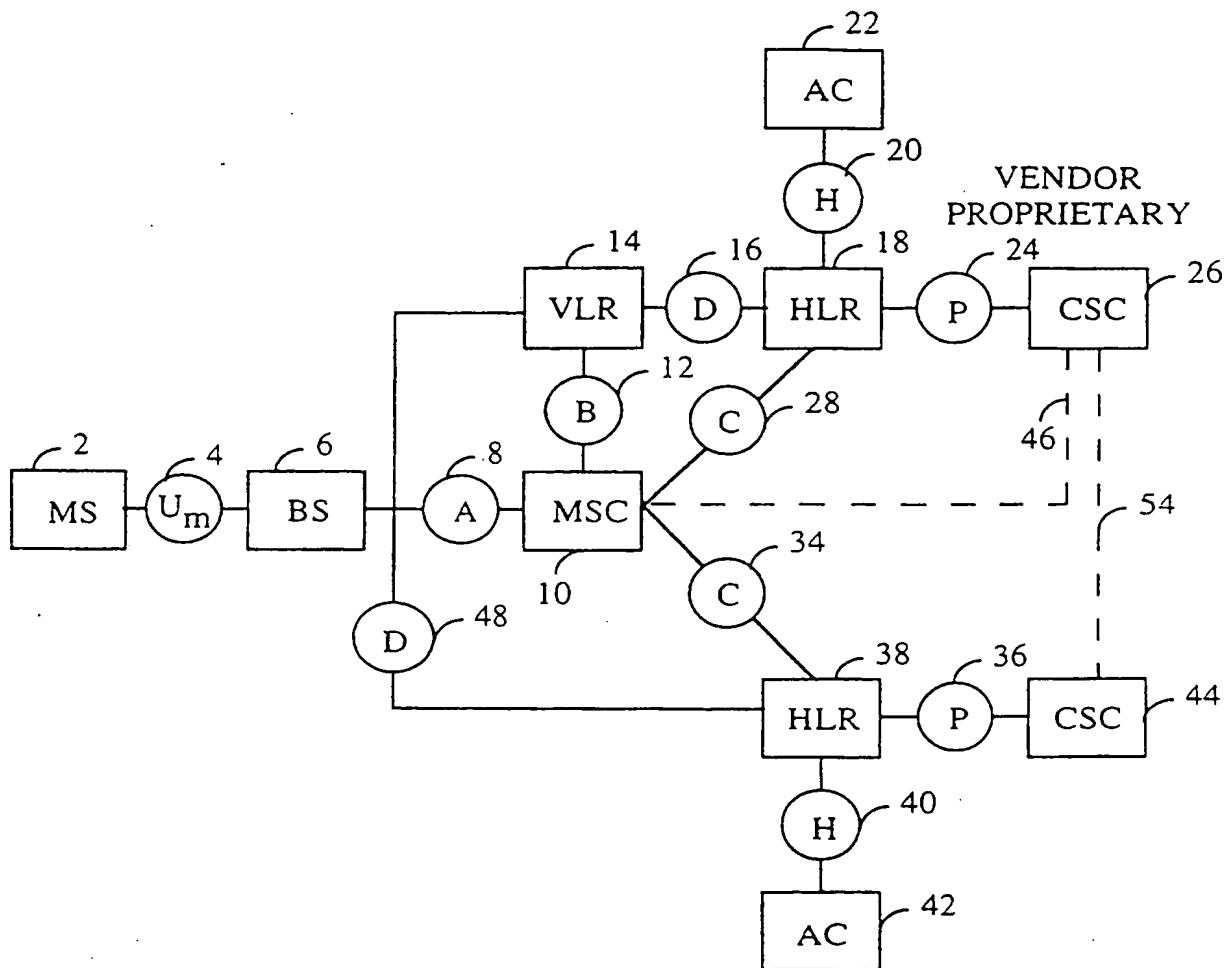 22
AC
20
H
VENDOR
PROPRIETARY
14
16
18
24
26
VLR
D
HLR
P
CSC
12
B
C
28
46
2
4
6
8
MS
Um
BS
A
MSC
54
10
34
C
D
48
38
36
44
HLR
P
CSC
H
40
AC
42